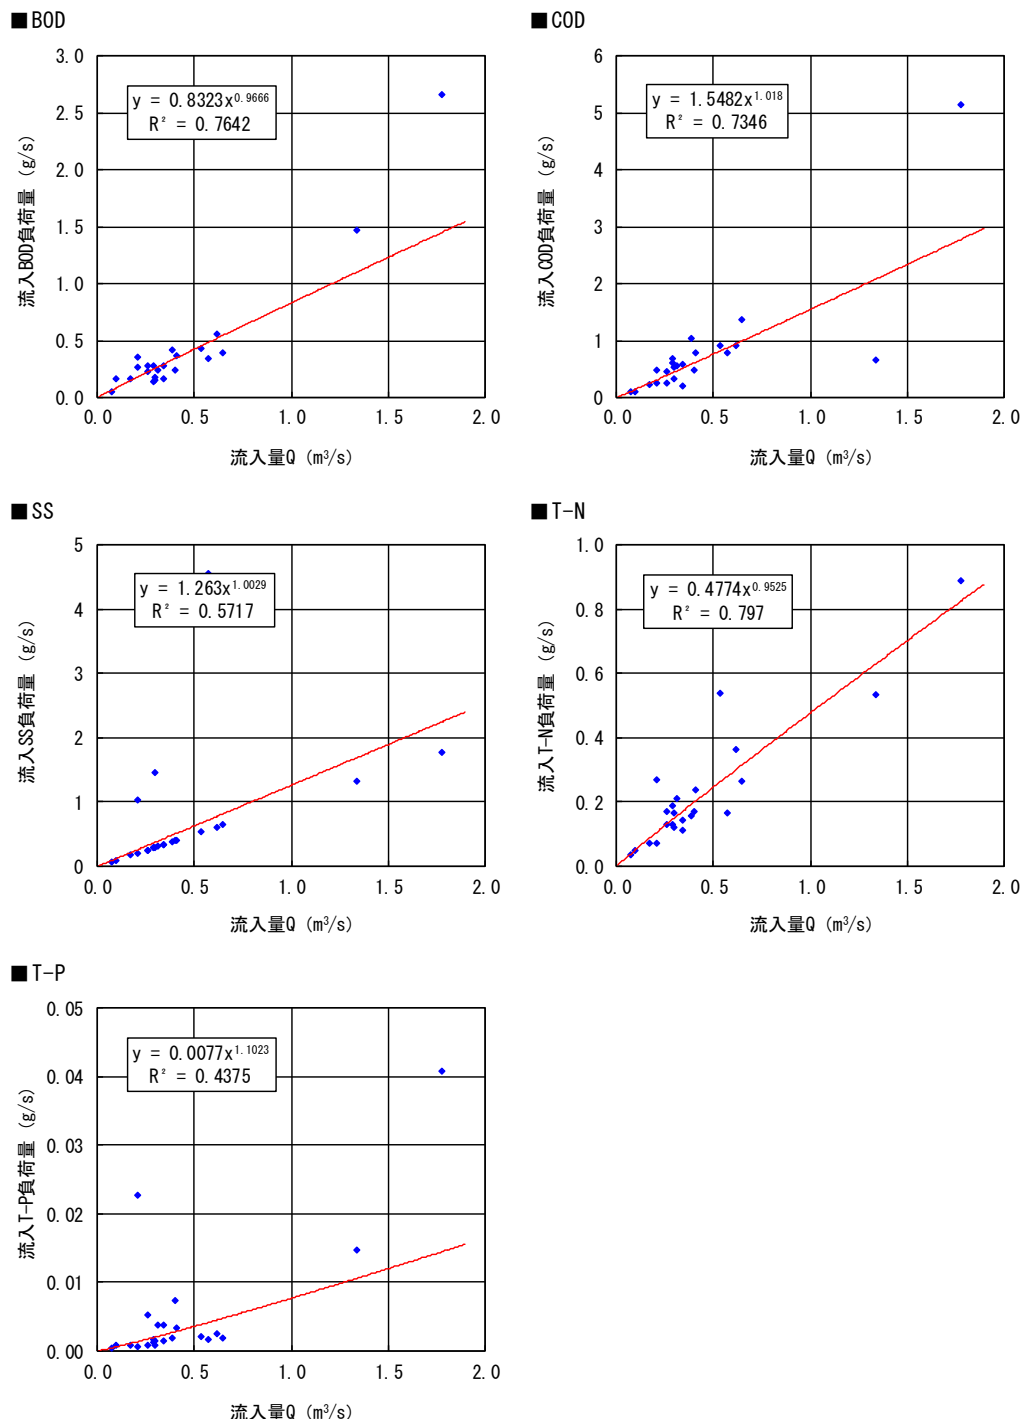 ■BOD
3.0
2.5
2.0
1.5
1.0
0.5
0.0
流入BOD負荷量 (g/s)
y = 0.8323x^0.9666
R² = 0.7642
0.0 0.5 1.0 1.5 2.0
流入量Q (m³/s)
■COD
6
5
4
3
2
1
0
流入COD負荷量 (g/s)
y = 1.5482x^1.018
R² = 0.7346
0.0 0.5 1.0 1.5 2.0
流入量Q (m³/s)
■SS
5
4
3
2
1
0
流入SS負荷量 (g/s)
y = 1.263x^1.0029
R² = 0.5717
0.0 0.5 1.0 1.5 2.0
流入量Q (m³/s)
■T-N
1.0
0.8
0.6
0.4
0.2
0.0
流入T-N負荷量 (g/s)
y = 0.4774x^0.9525
R² = 0.797
0.0 0.5 1.0 1.5 2.0
流入量Q (m³/s)
■T-P
0.05
0.04
0.03
0.02
0.01
0.00
流入T-P負荷量 (g/s)
y = 0.0077x^1.1023
R² = 0.4375
0.0 0.5 1.0 1.5 2.0
流入量Q (m³/s)